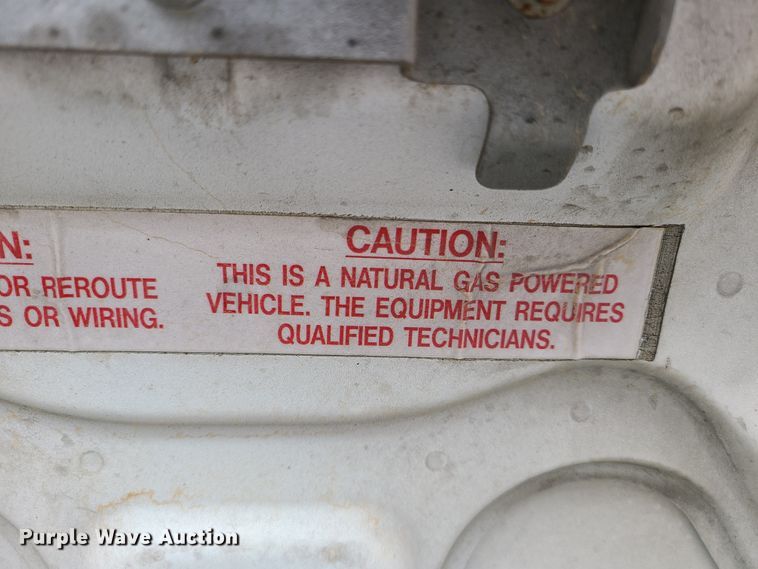 N:
OR REROUTE
S OR WIRING.
CAUTION:
THIS IS A NATURAL GAS POWERED
VEHICLE. THE EQUIPMENT REQUIRES
QUALIFIED TECHNICIANS.
Purple Wave Auction